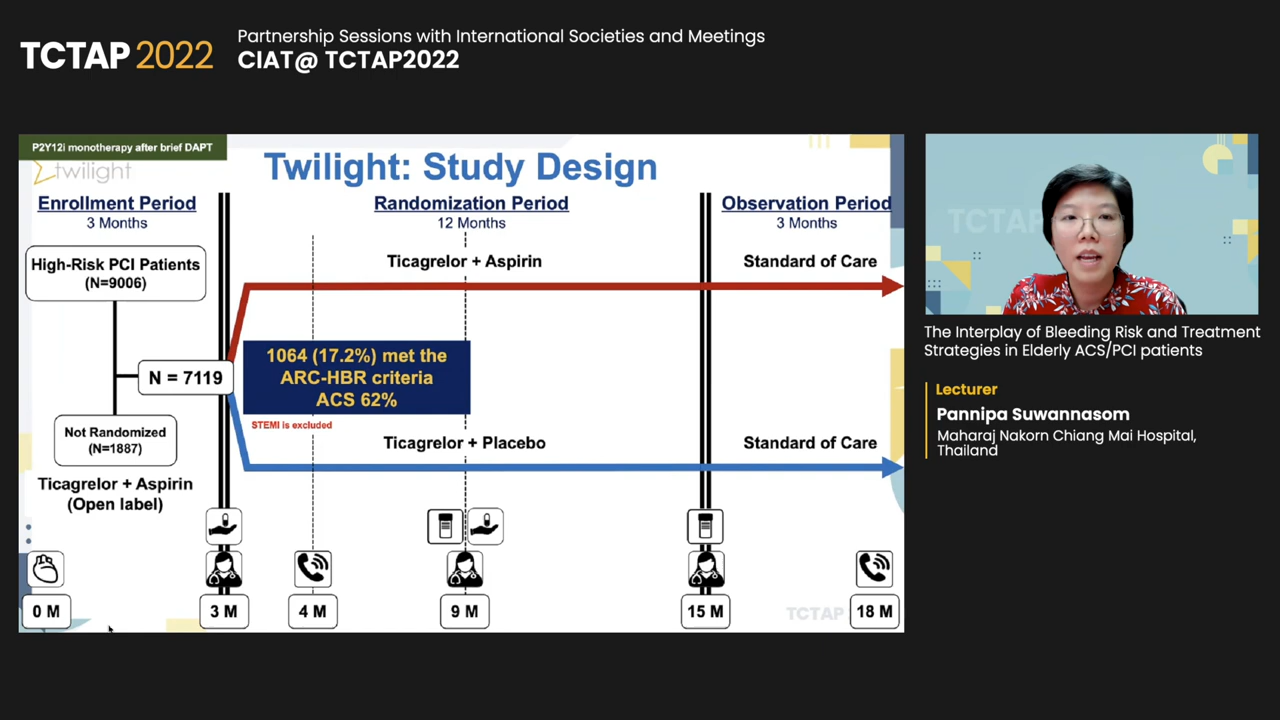 TCTAP 2022
Partnership Sessions with International Societies and Meetings
CIAT@ TCTAP2022
P2Y12i monotherapy after brief DAPT
twilight
Twilight: Study Design
Enrollment Period
3 Months
Randomization Period
12 Months
Observation Period
3 Months
High-Risk PCI Patients
(N=9006)
Ticagrelor + Aspirin
Standard of Care
N = 7119
1064 (17.2%) met the
ARC-HBR criteria
ACS 62%
STEMI is excluded
Not Randomized
(N=1887)
Ticagrelor + Placebo
Standard of Care
Ticagrelor + Aspirin
(Open label)
0 M
3 M
4 M
9 M
15 M
18 M
TCTAP
TCTAP
The Interplay of Bleeding Risk and Treatment
Strategies in Elderly ACS/PCI patients
Lecturer
Pannipa Suwannasom
Maharaj Nakorn Chiang Mai Hospital,
Thailand